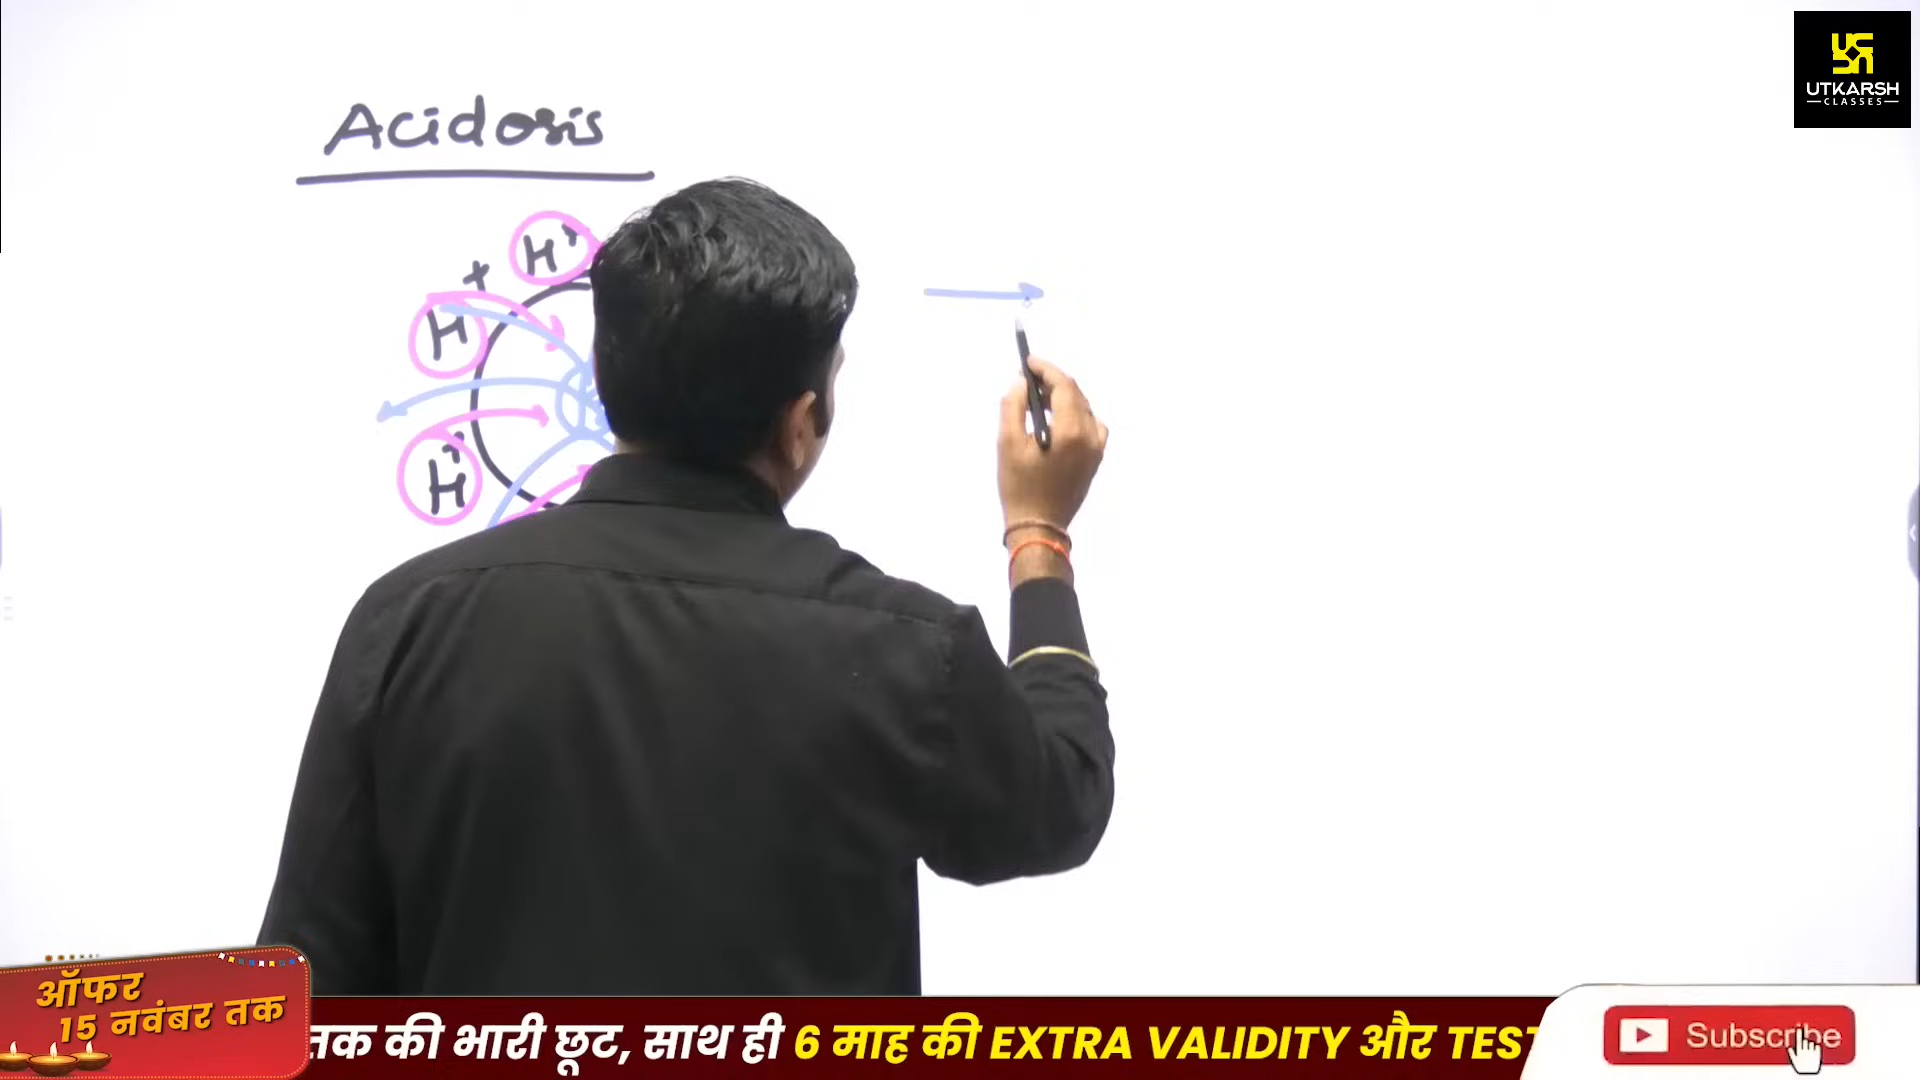 UTKARSH
CLASSES
Acidosis
H+
+
H
H+
ऑफर
15 नवंबर तक
तक की भारी छूट, साथ ही 6 माह की EXTRA VALIDITY और TEST
Subscribe